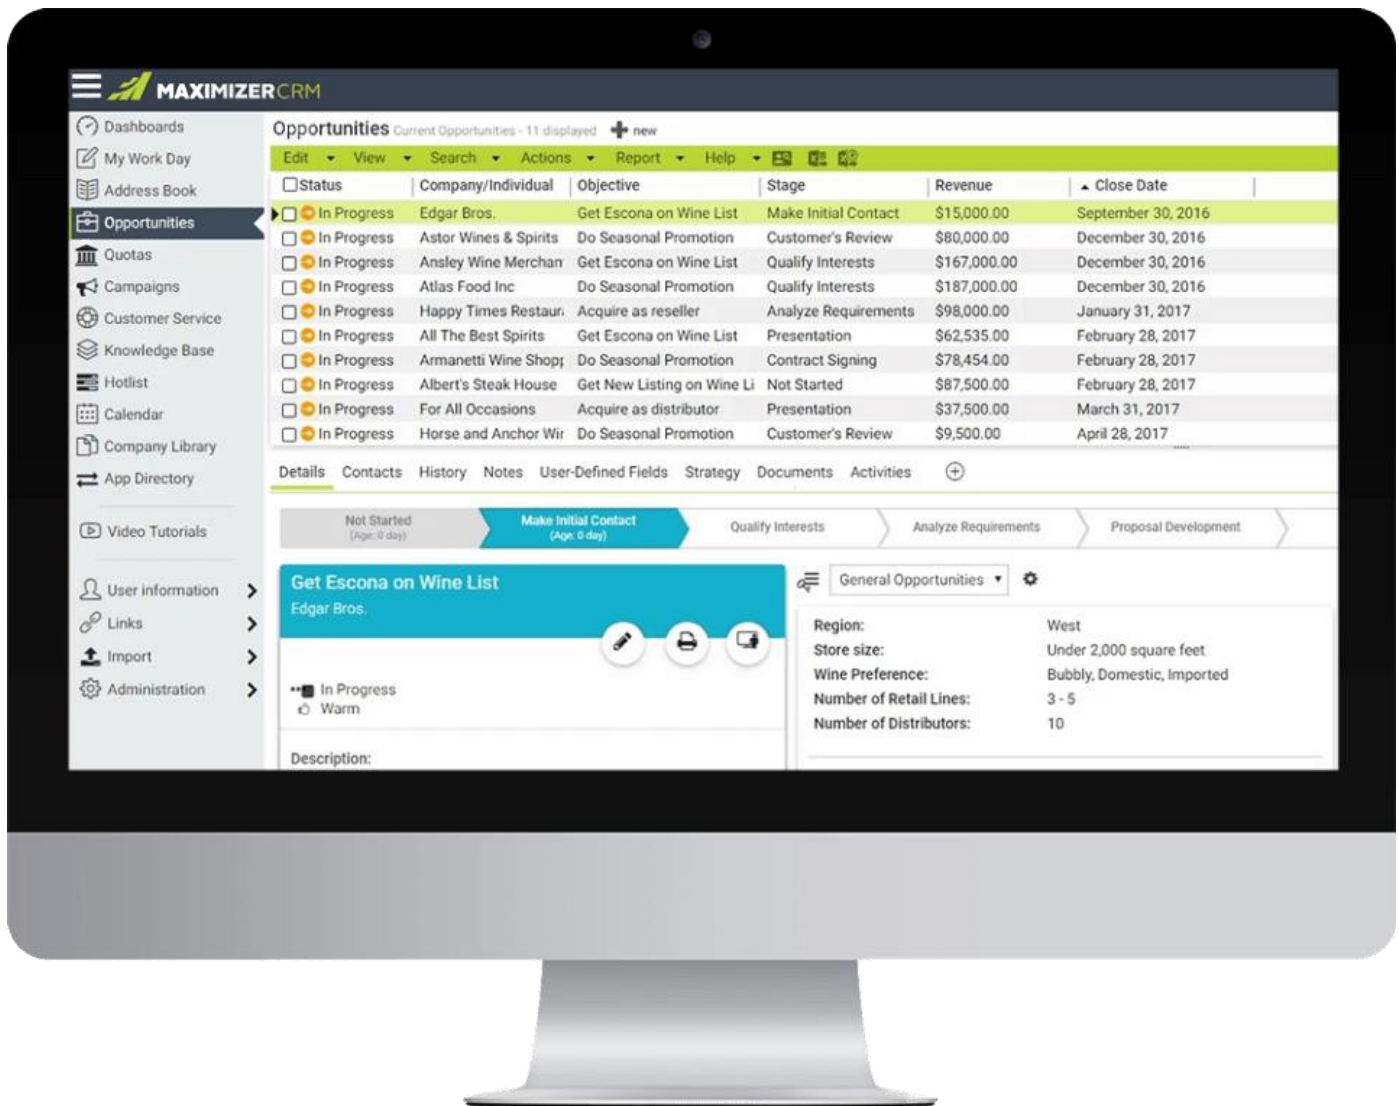 MAXIMIZERCRM
Dashboards
My Work Day
Address Book
Opportunities
Quotas
Campaigns
Customer Service
Knowledge Base
Hotlist
Calendar
Company Library
App Directory
Video Tutorials
User information
Links
Import
Administration
Opportunities Current Opportunities - 11 displayed new
Edit View Search Actions Report Help
Status Company/Individual Objective Stage Revenue Close Date
In Progress Edgar Bros. Get Escona on Wine List Make Initial Contact $15,000.00 September 30, 2016
In Progress Astor Wines & Spirits Do Seasonal Promotion Customer's Review $80,000.00 December 30, 2016
In Progress Ansley Wine Merchan Get Escona on Wine List Qualify Interests $167,000.00 December 30, 2016
In Progress Atlas Food Inc Do Seasonal Promotion Qualify Interests $187,000.00 December 30, 2016
In Progress Happy Times Restaur Acquire as reseller Analyze Requirements $98,000.00 January 31, 2017
In Progress All The Best Spirits Get Escona on Wine List Presentation $62,535.00 February 28, 2017
In Progress Armanetti Wine Shopp Do Seasonal Promotion Contract Signing $78,454.00 February 28, 2017
In Progress Albert's Steak House Get New Listing on Wine Li Not Started $87,500.00 February 28, 2017
In Progress For All Occasions Acquire as distributor Presentation $37,500.00 March 31, 2017
In Progress Horse and Anchor Wir Do Seasonal Promotion Customer's Review $9,500.00 April 28, 2017
Details Contacts History Notes User-Defined Fields Strategy Documents Activities
Not Started Make Initial Contact Qualify Interests Analyze Requirements Proposal Development
(Age: 0 day) (Age: 0 day)
Get Escona on Wine List
Edgar Bros.
In Progress
Warm
Description:
General Opportunities
Region: West
Store size: Under 2,000 square feet
Wine Preference: Bubbly, Domestic, Imported
Number of Retail Lines: 3 - 5
Number of Distributors: 10